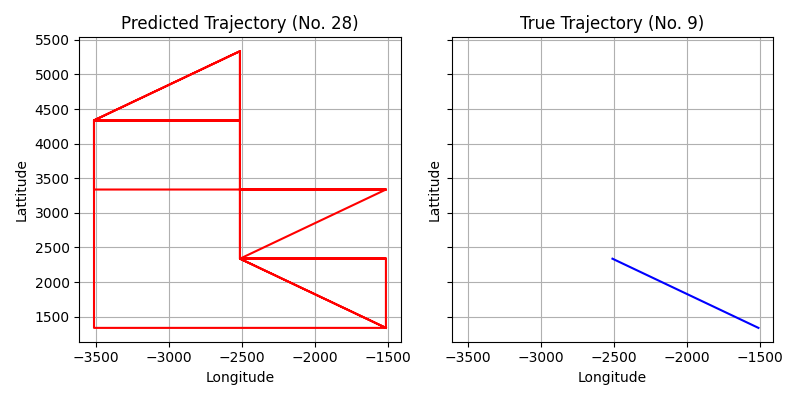 Predicted Trajectory (No. 28)
True Trajectory (No. 9)
5500
5000
4500
4000
3500
3000
2500
2000
1500
Lattitude
Lattitude
−3500 −3000 −2500 −2000 −1500
−3500 −3000 −2500 −2000 −1500
Longitude
Longitude